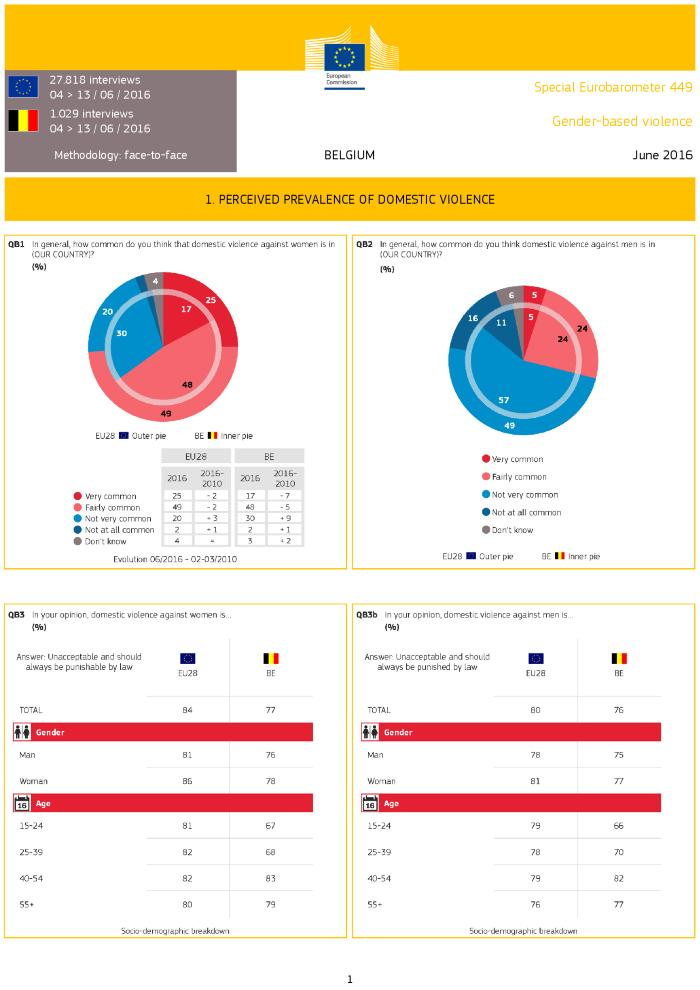 European
Commission
27.818 interviews
04 > 13 / 06 / 2016
1.029 interviews
04 > 13 / 06 / 2016
Methodology: face-to-face
BELGIUM
Special Eurobarometer 449
Gender-based violence
June 2016
1. PERCEIVED PREVALENCE OF DOMESTIC VIOLENCE
QB1 In general, how common do you think that domestic violence against women is in
(OUR COUNTRY)?
(%)
4
25
17
20
30
48
49
EU28 Outer pie BE Inner pie
EU28 BE
2016 2016-2010 2016 2016-2010
Very common 25 - 2 17 - 7
Fairly common 49 - 2 48 - 5
Not very common 20 + 3 30 + 9
Not at all common 2 + 1 2 + 1
Don't know 4 = 3 + 2
Evolution 06/2016 - 02-03/2010
QB2 In general, how common do you think domestic violence against men is in
(OUR COUNTRY)?
(%)
6
5
16
11
5
24
24
57
49
Very common
Fairly common
Not very common
Not at all common
Don't know
EU28 Outer pie BE Inner pie
QB3 In your opinion, domestic violence against women is...
(%)
Answer: Unacceptable and should
always be punishable by law
EU28 BE
TOTAL 84 77
Gender
Man 81 76
Woman 86 78
16 Age
15-24 81 67
25-39 82 68
40-54 82 83
55+ 80 79
Socio-demographic breakdown
QB3b In your opinion, domestic violence against men is...
(%)
Answer: Unacceptable and should
always be punished by law
EU28 BE
TOTAL 80 76
Gender
Man 78 75
Woman 81 77
16 Age
15-24 79 66
25-39 78 70
40-54 79 82
55+ 76 77
Socio-demographic breakdown
1